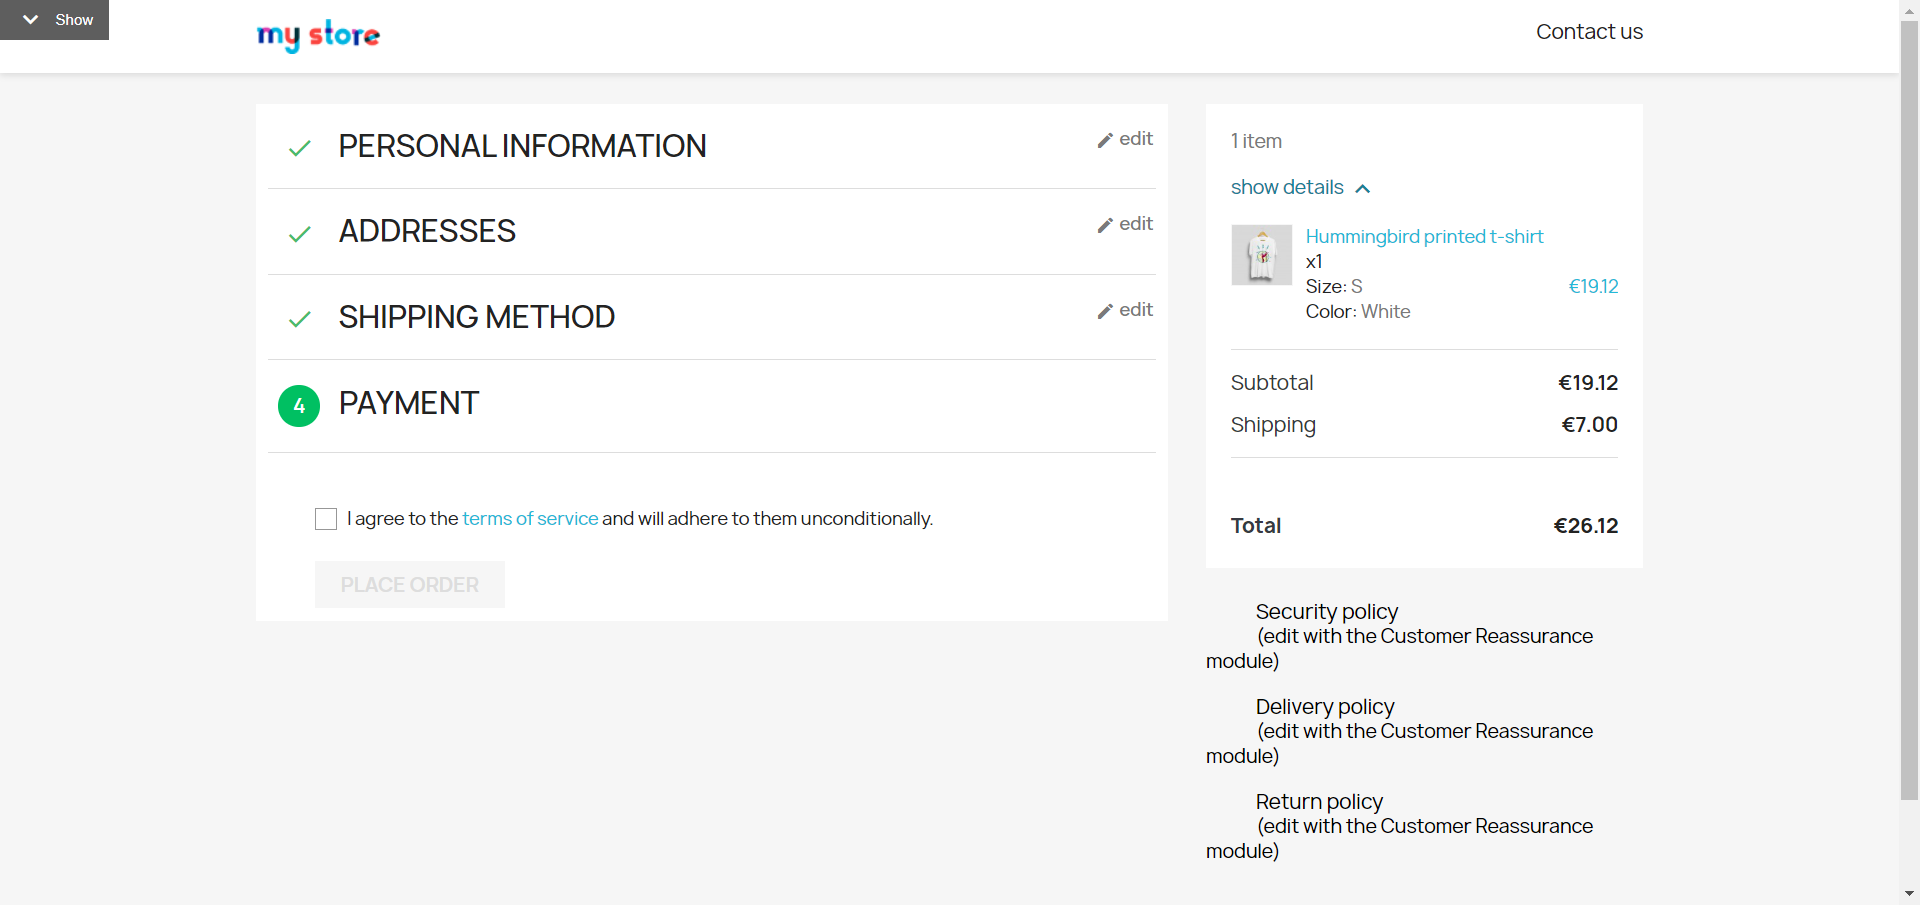 Show
my store
Contact us
PERSONAL INFORMATION
edit
ADDRESSES
edit
SHIPPING METHOD
edit
4 PAYMENT
I agree to the terms of service and will adhere to them unconditionally.
PLACE ORDER
1 item
show details
Hummingbird printed t-shirt
x1
Size: S €19.12
Color: White
Subtotal €19.12
Shipping €7.00
Total €26.12
Security policy
(edit with the Customer Reassurance
module)
Delivery policy
(edit with the Customer Reassurance
module)
Return policy
(edit with the Customer Reassurance
module)